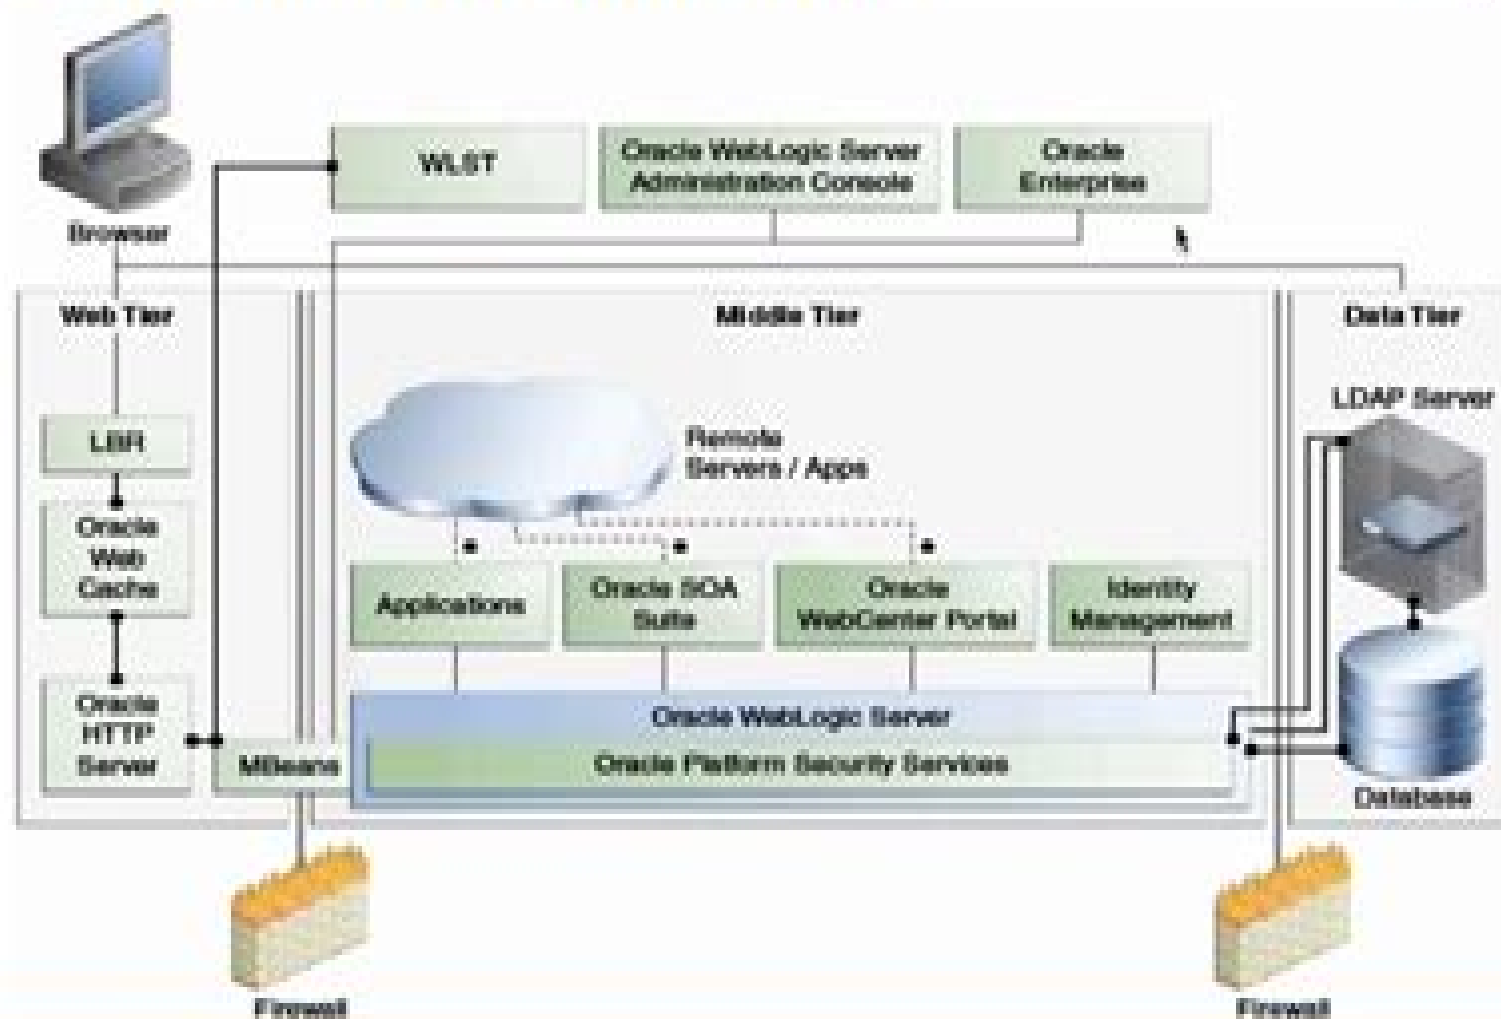 WLST
Oracle WebLogic Server
Administration Console
Oracle
Enterprise
Browser
Web Tier
Middle Tier
Data Tier
LBR
Oracle
Web
Cache
Oracle
HTTP
Server
MBeans
Remote
Servers / Apps
Applications
Oracle SOA
Suite
Oracle
WebCenter Portal
Identity
Management
Oracle WebLogic Server
Oracle Platform Security Services
LDAP Server
Database
Firewall
Firewall